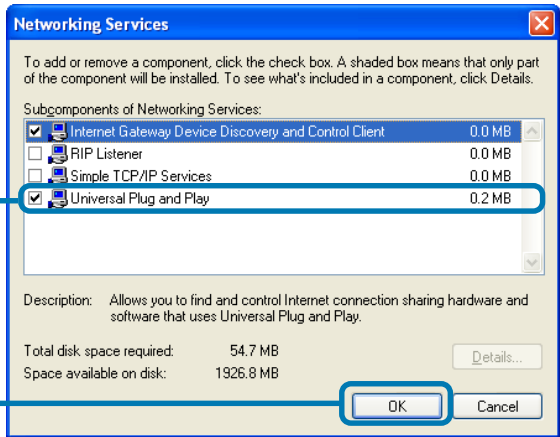 Networking Services
To add or remove a component, click the check box. A shaded box means that only part
of the component will be installed. To see what's included in a component, click Details.
Subcomponents of Networking Services:
Internet Gateway Device Discovery and Control Client 0.0 MB
RIP Listener 0.0 MB
Simple TCP/IP Services 0.0 MB
Universal Plug and Play 0.2 MB
Description: Allows you to find and control Internet connection sharing hardware and
software that uses Universal Plug and Play.
Total disk space required: 54.7 MB
Details...
Space available on disk: 1926.8 MB
OK Cancel